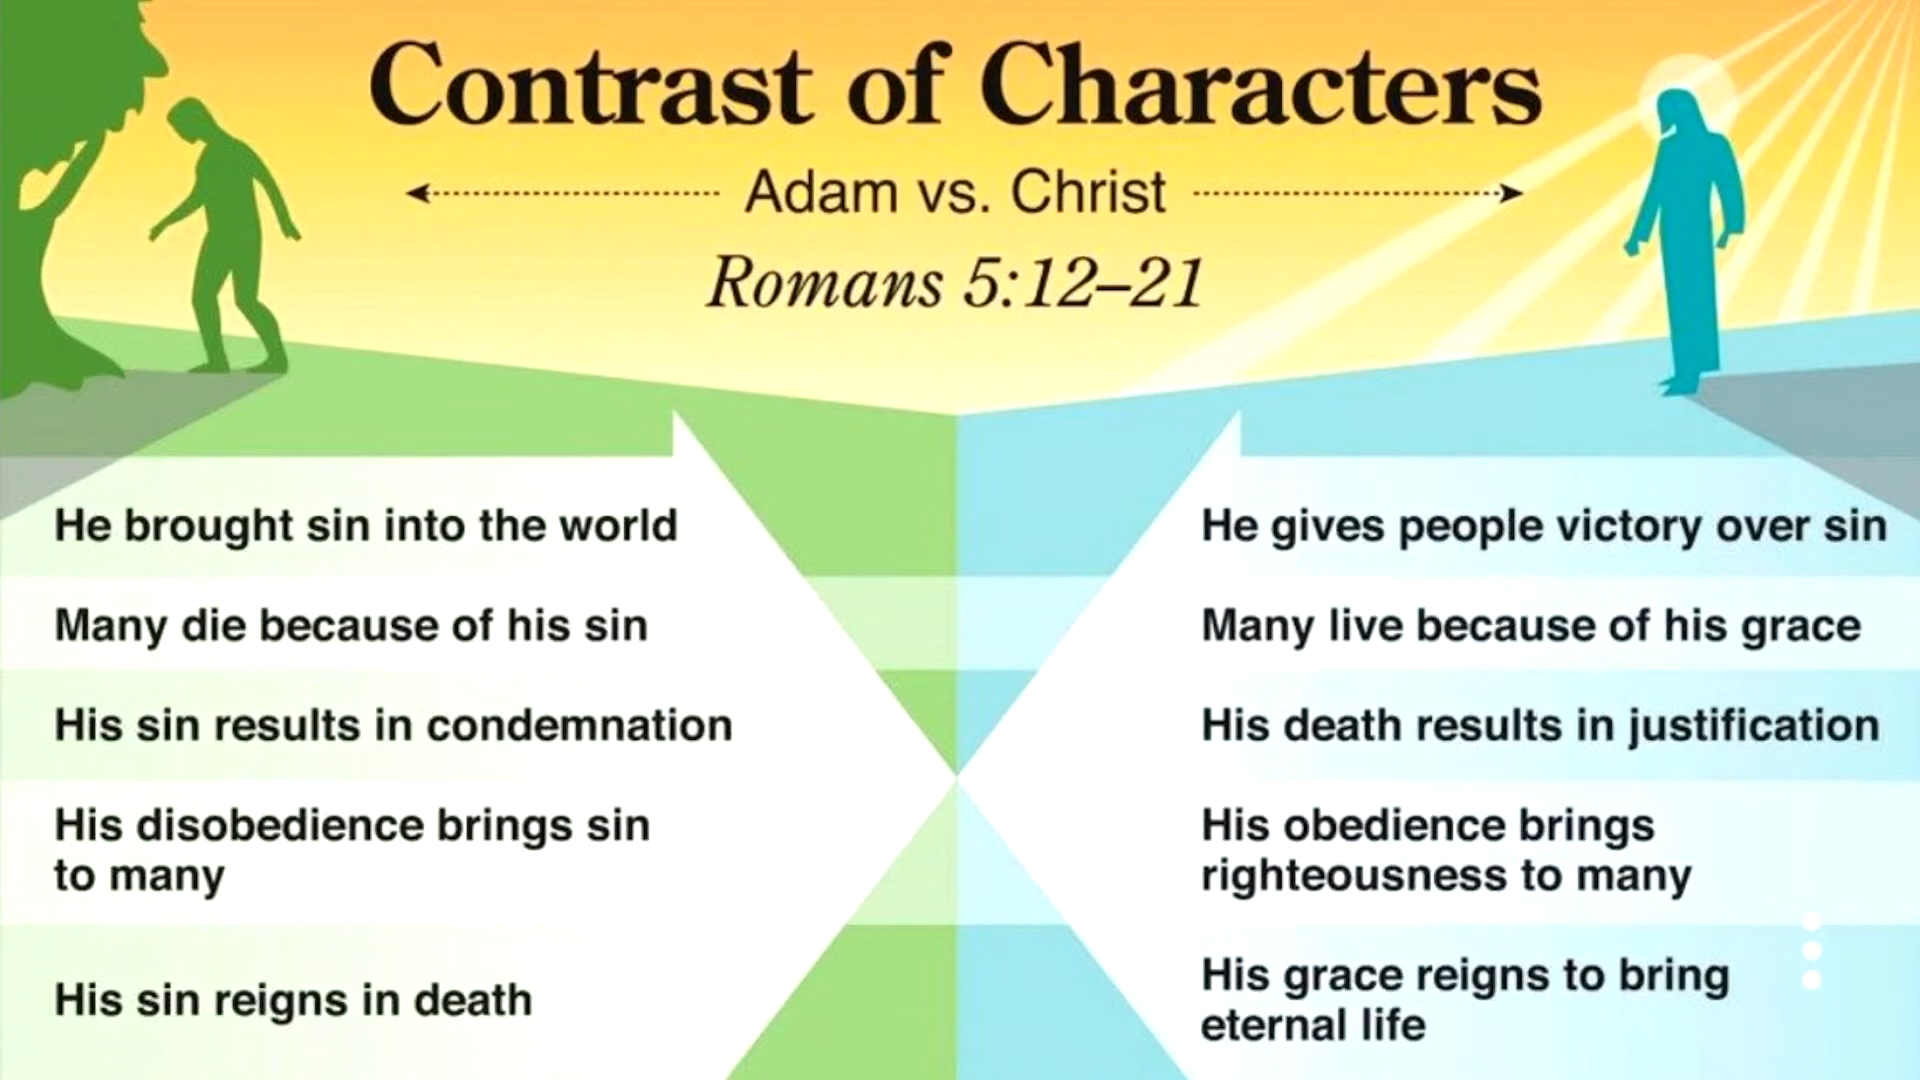 Contrast of Characters
Adam vs. Christ
Romans 5:12–21
He brought sin into the world
Many die because of his sin
His sin results in condemnation
His disobedience brings sin
to many
His sin reigns in death
He gives people victory over sin
Many live because of his grace
His death results in justification
His obedience brings
righteousness to many
His grace reigns to bring
eternal life